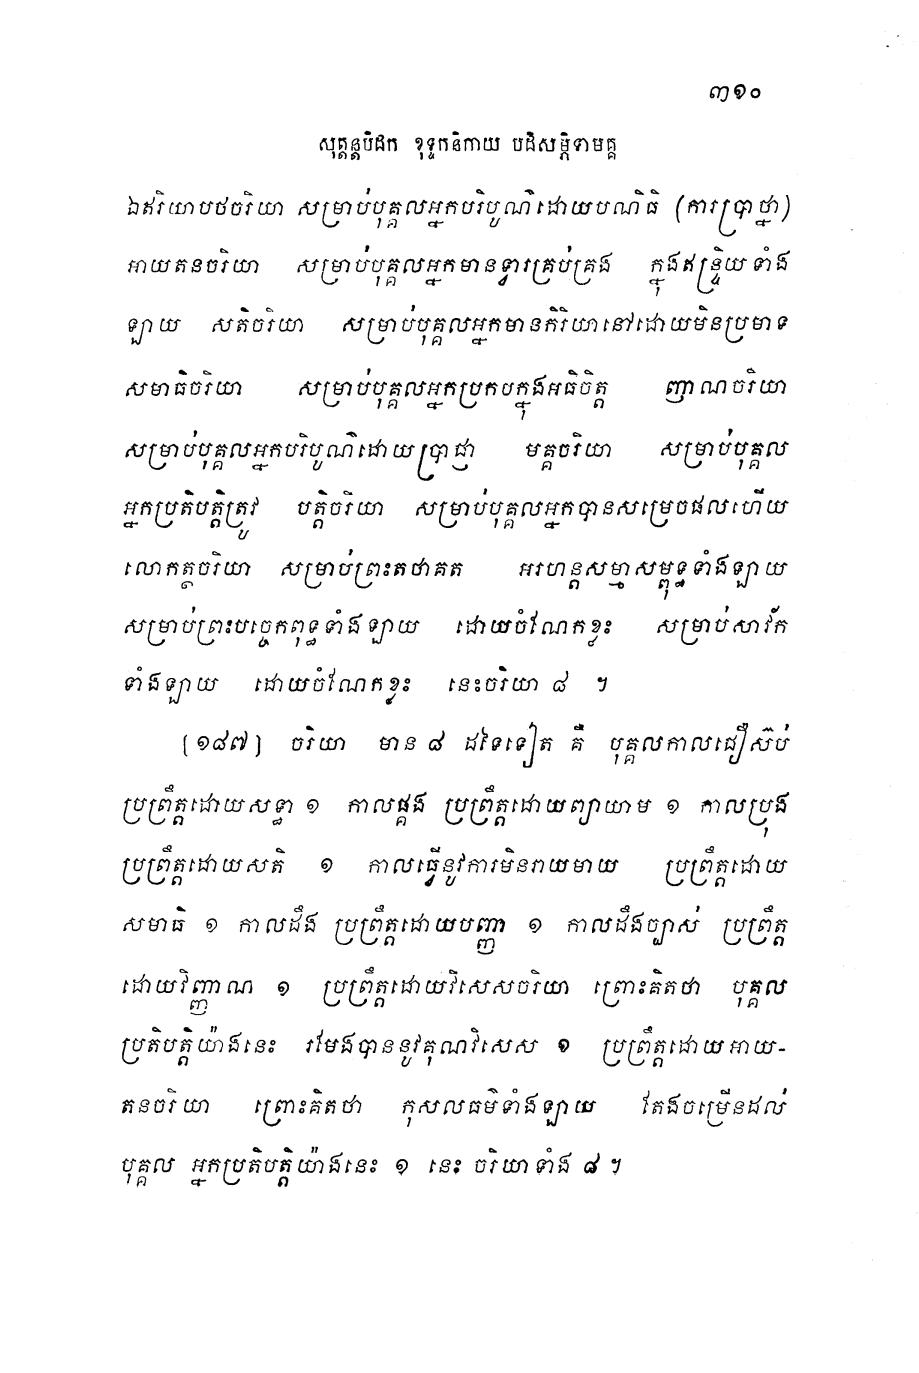 ៣១០
សុត្តន្តបិដក ខុទ្ទកនិកាយ បដិសម្ភិទាមគ្គ
ឯឥរិយាបថចរិយា សម្រាប់បុគ្គលអ្នកបរិបូណ៌ដោយបណិធិ (ការប្រាថ្នា)
អាយតនចរិយា សម្រាប់បុគ្គលអ្នកមានទ្វារគ្រប់គ្រង ក្នុងឥន្ទ្រិយទាំង
ឡាយ សតិចរិយា សម្រាប់បុគ្គលអ្នកមានកិរិយានៅដោយមិនប្រមាទ
សមាធិចរិយា សម្រាប់បុគ្គលអ្នកប្រកបក្នុងអធិចិត្ត ញាណចរិយា
សម្រាប់បុគ្គលអ្នកបរិបូណ៌ដោយប្រាជ្ញា មគ្គចរិយា សម្រាប់បុគ្គល
អ្នកប្រតិបត្តិត្រូវ បត្តិចរិយា សម្រាប់បុគ្គលអ្នកបានសម្រេចផលហើយ
លោកត្ថចរិយា សម្រាប់ព្រះតថាគត អរហន្តសម្មាសម្ពុទ្ធទាំងឡាយ
សម្រាប់ព្រះបច្ចេកពុទ្ធទាំងឡាយ ដោយចំណែកខ្លះ សម្រាប់សាវ័ក
ទាំងឡាយ ដោយចំណែកខ្លះ នេះចរិយា ៨ ។
[១៨៧] ចរិយា មាន ៨ ដទៃទៀត គឺ បុគ្គលកាលជឿស៊ប់
ប្រព្រឹត្តដោយសទ្ធា ១ កាលផ្គង ប្រព្រឹត្តដោយព្យាយាម ១ កាលប្រុង
ប្រព្រឹត្តដោយសតិ ១ កាលធ្វើនូវការមិនរាយមាយ ប្រព្រឹត្តដោយ
សមាធិ ១ កាលដឹង ប្រព្រឹត្តដោយបញ្ញា ១ កាលដឹងច្បាស់ ប្រព្រឹត្ត
ដោយវិញ្ញាណ ១ ប្រព្រឹត្តដោយវិសេសចរិយា ព្រោះគិតថា បុគ្គល
ប្រតិបត្តិយ៉ាងនេះ រមែងបាននូវគុណវិសេស ១ ប្រព្រឹត្តដោយអាយ-
តនចរិយា ព្រោះគិតថា កុសលធម៌ទាំងឡាយ តែងចម្រើនដល់
បុគ្គល អ្នកប្រតិបត្តិយ៉ាងនេះ ១ នេះ ចរិយាទាំង ៨ ។